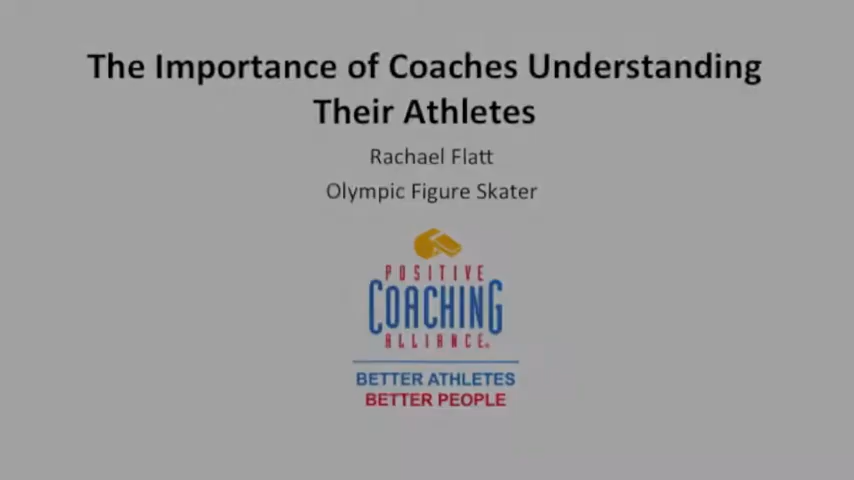 The Importance of Coaches Understanding
Their Athletes
Rachael Flatt
Olympic Figure Skater
POSITIVE
COACHING
ALLIANCE®
BETTER ATHLETES
BETTER PEOPLE